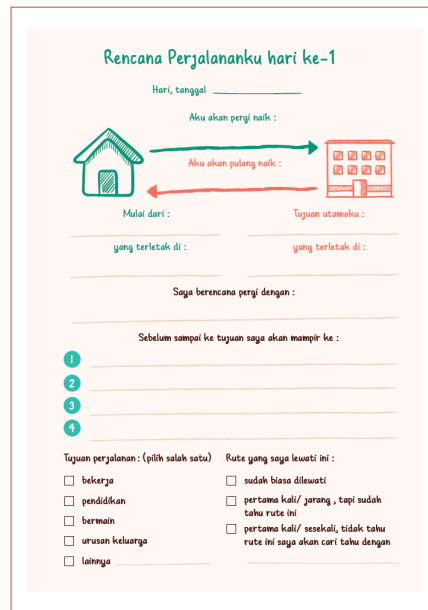 Rencana Perjalananku hari ke-1
Hari, tanggal
Aku akan pergi naik :
Aku akan pulang naik :
Mulai dari :
Tujuan utamaku :
yang terletak di :
yang terletak di :
Saya berencana pergi dengan :
Sebelum sampai ke tujuan saya akan mampir ke :
1
2
3
4
Tujuan perjalanan : (pilih salah satu)
bekerja
pendidikan
bermain
urusan keluarga
lainnya
Rute yang saya lewati ini :
sudah biasa dilewati
pertama kali/ jarang , tapi sudah
tahu rute ini
pertama kali/ sesekali, tidak tahu
rute ini saya akan cari tahu dengan